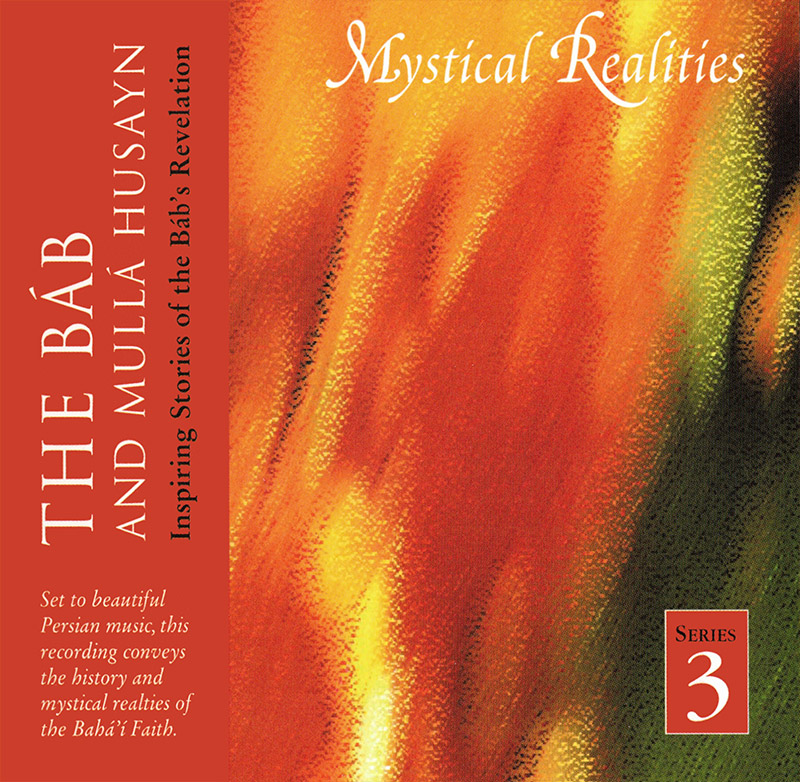 Mystical Realities
THE BÁB
AND MULLÁ HUSAYN
Inspiring Stories of the Báb's Revelation
Set to beautiful
Persian music, this
recording conveys
the history and
mystical realties of
the Bahá'í Faith.
SERIES
3